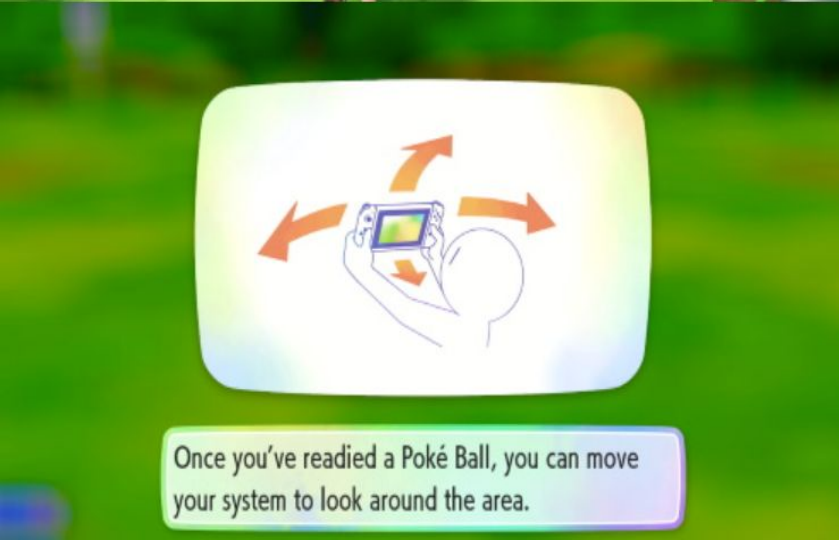 Once you've readied a Poké Ball, you can move
your system to look around the area.